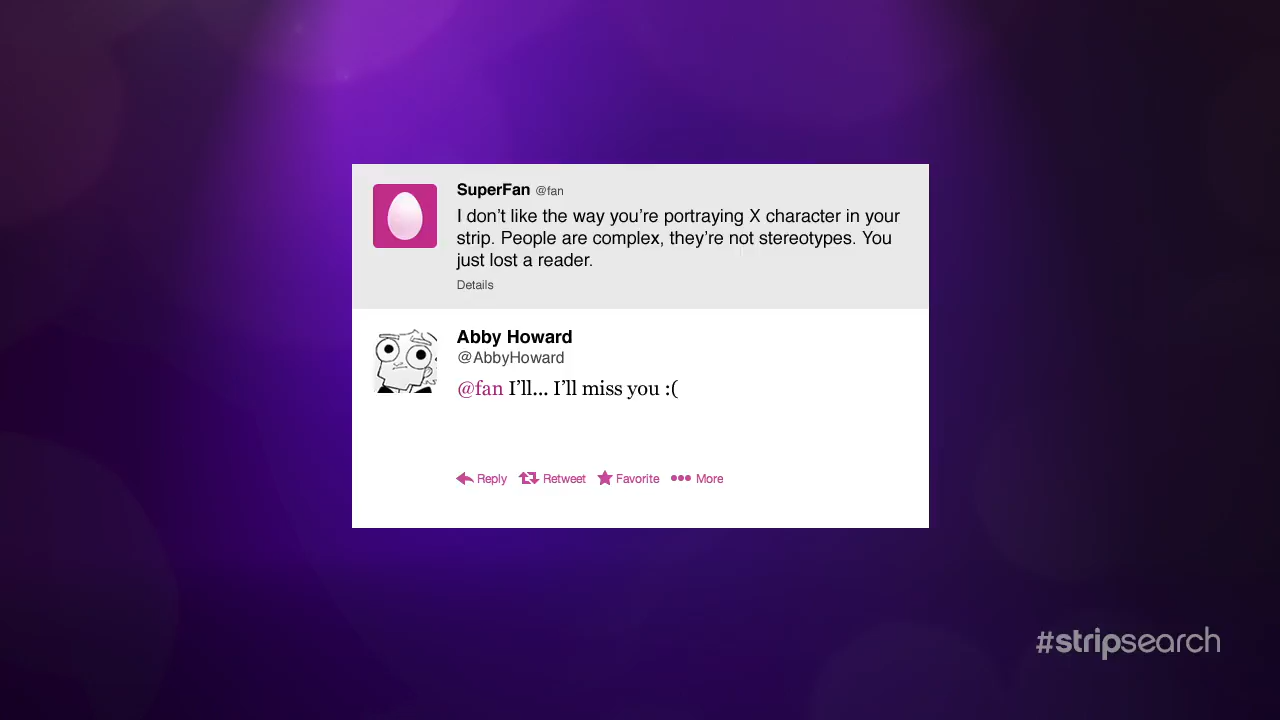 SuperFan @fan
I don’t like the way you’re portraying X character in your
strip. People are complex, they’re not stereotypes. You
just lost a reader.
Details
Abby Howard
@AbbyHoward
@fan I’ll... I’ll miss you :(
Reply Retweet Favorite More
#stripsearch